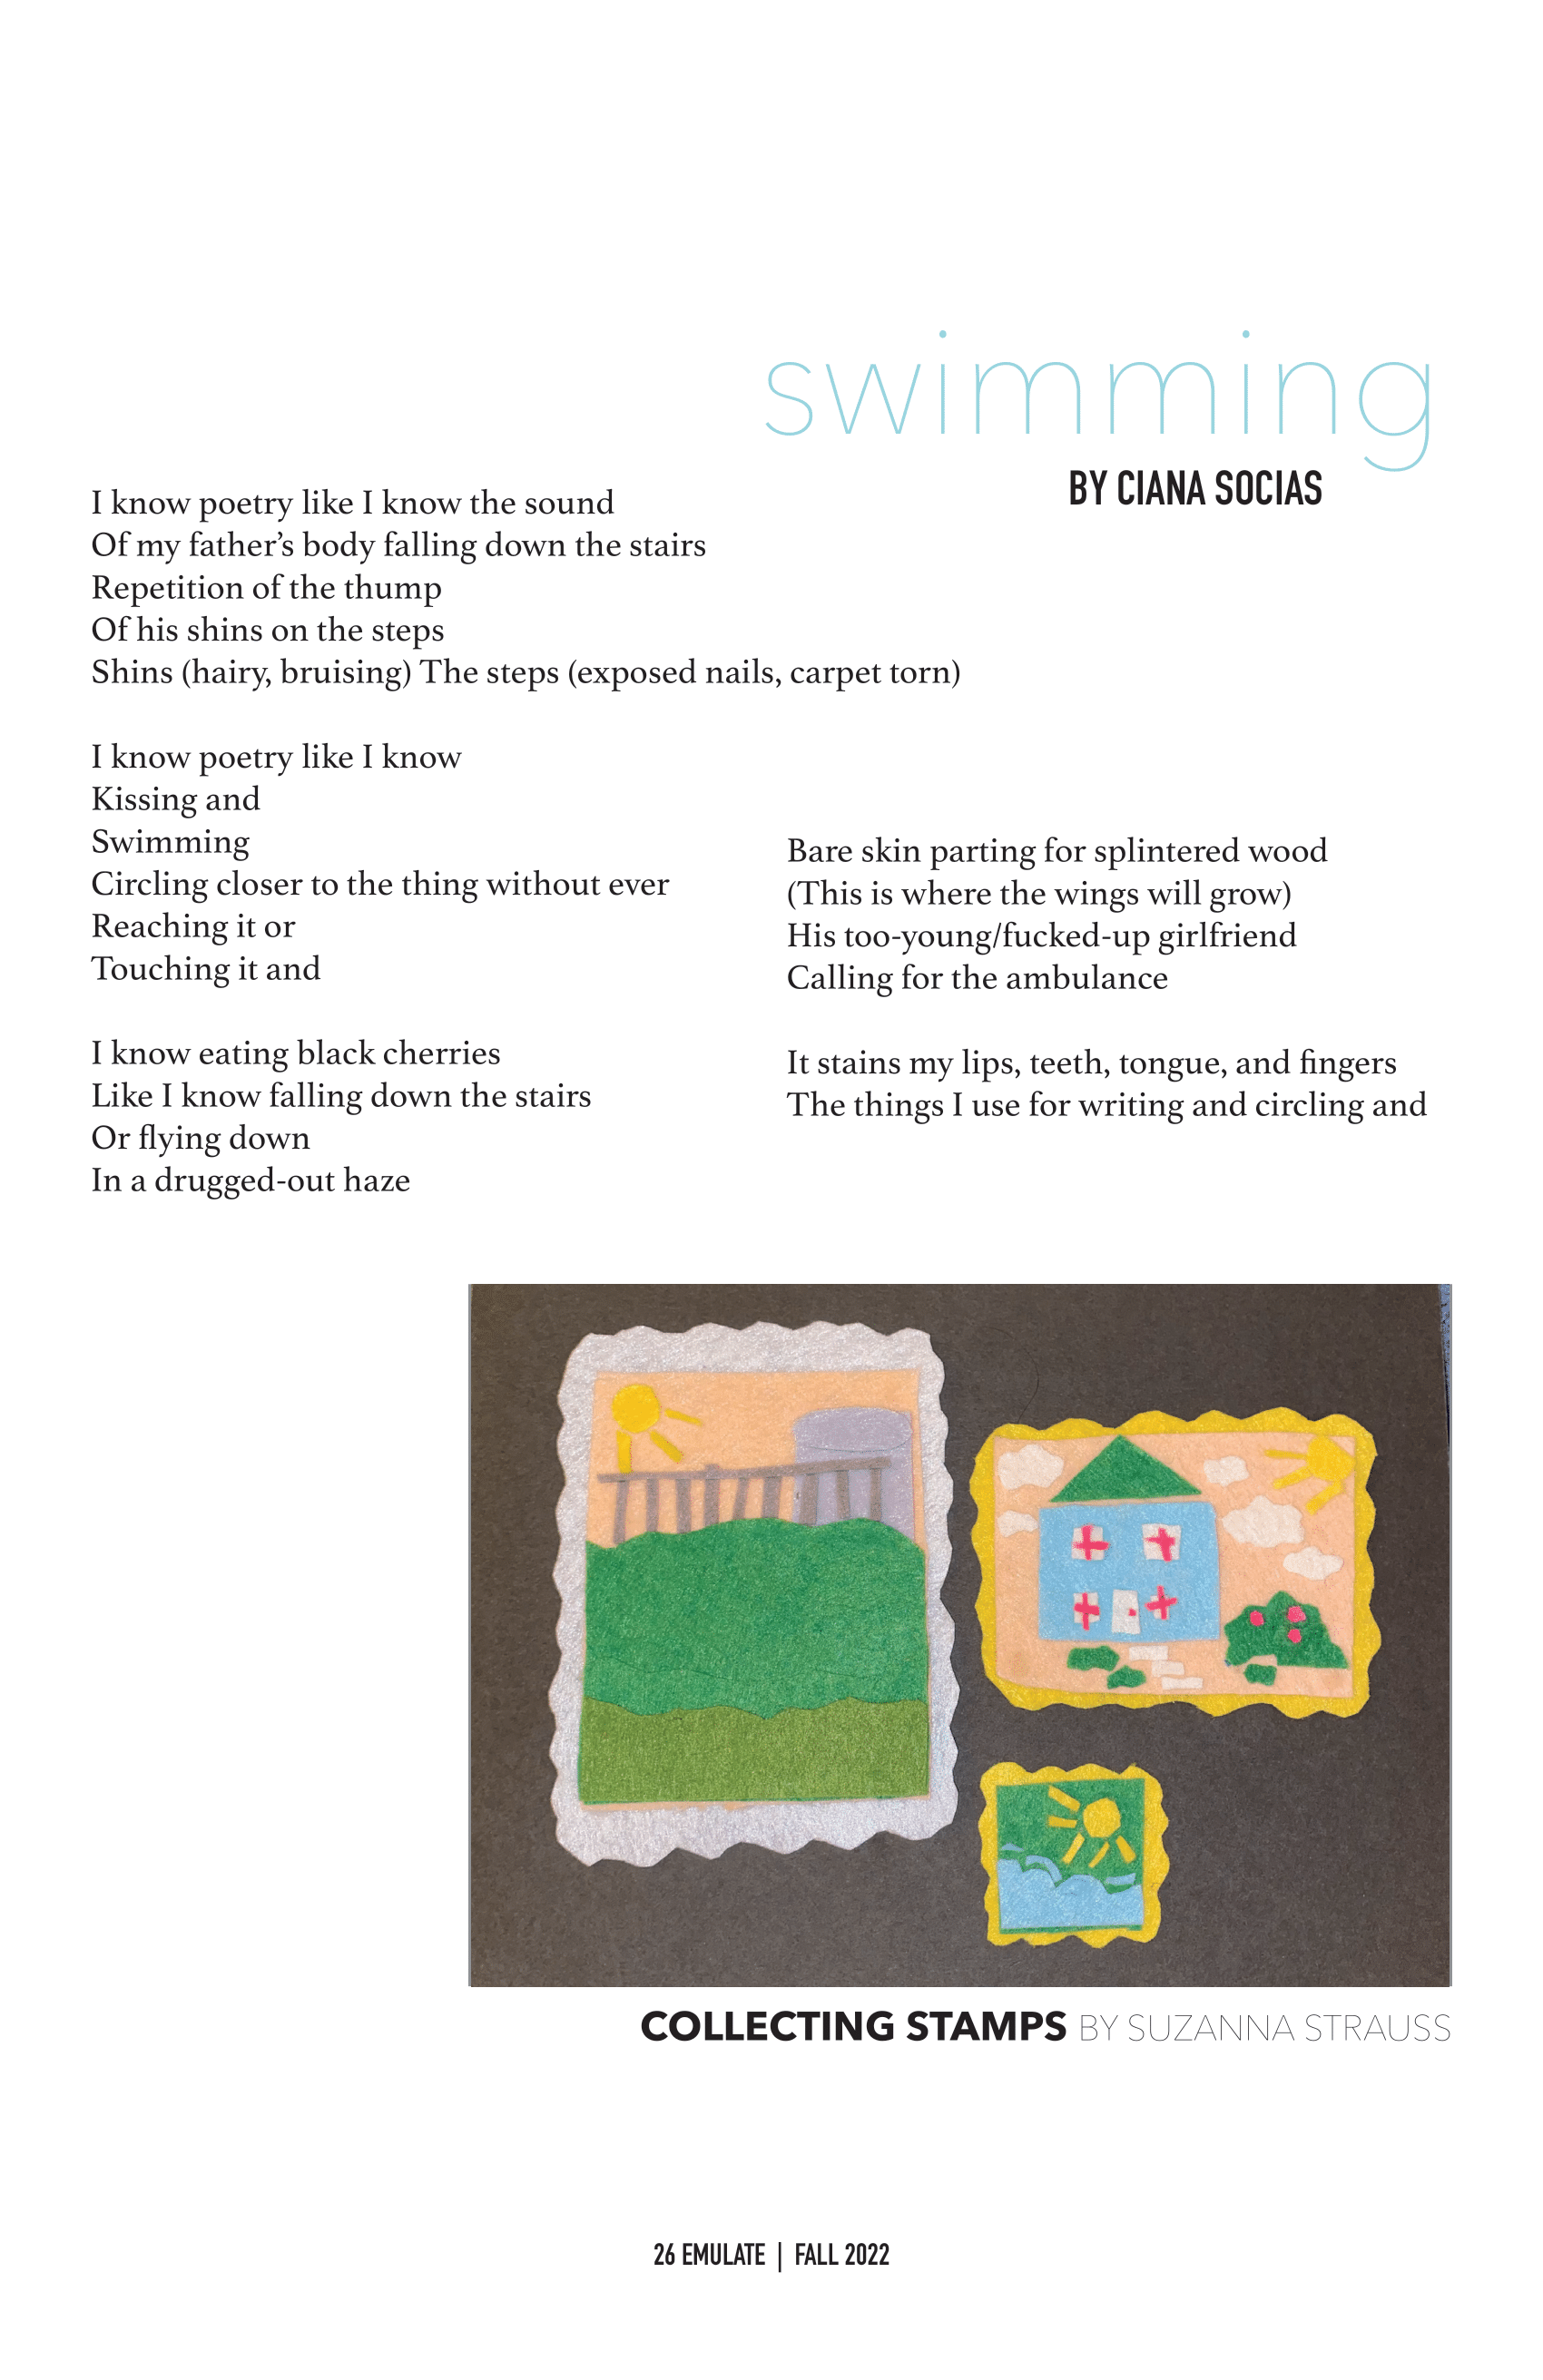 swimming
BY CIANA SOCIAS
I know poetry like I know the sound
Of my father’s body falling down the stairs
Repetition of the thump
Of his shins on the steps
Shins (hairy, bruising) The steps (exposed nails, carpet torn)
I know poetry like I know
Kissing and
Swimming
Circling closer to the thing without ever
Reaching it or
Touching it and
I know eating black cherries
Like I know falling down the stairs
Or flying down
In a drugged-out haze
Bare skin parting for splintered wood
(This is where the wings will grow)
His too-young/fucked-up girlfriend
Calling for the ambulance
It stains my lips, teeth, tongue, and fingers
The things I use for writing and circling and
COLLECTING STAMPS BY SUZANNA STRAUSS
26 EMULATE | FALL 2022